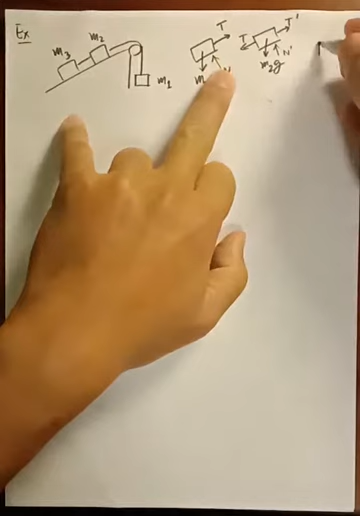 Ex
m₃ m₂ m₁
T
m
T T' N' m₂g